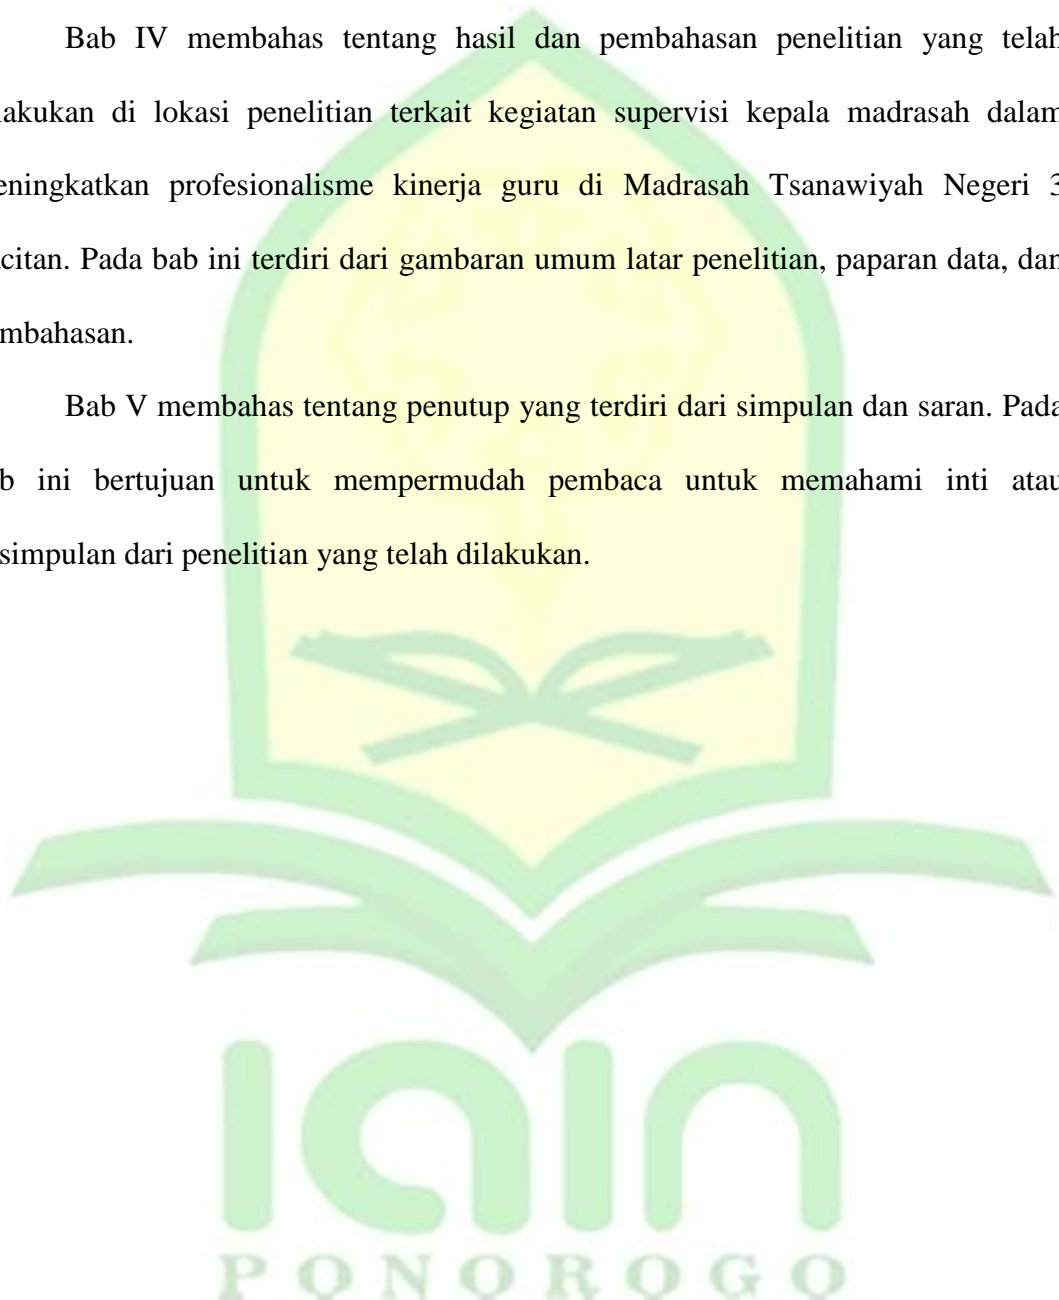 Bab IV membahas tentang hasil dan pembahasan penelitian yang telah
lakukan di lokasi penelitian terkait kegiatan supervisi kepala madrasah dalam
eningkatkan profesionalisme kinerja guru di Madrasah Tsanawiyah Negeri 3
acitan. Pada bab ini terdiri dari gambaran umum latar penelitian, paparan data, dan
mbahasan.
Bab V membahas tentang penutup yang terdiri dari simpulan dan saran. Pada
b ini bertujuan untuk mempermudah pembaca untuk memahami inti atau
simpulan dari penelitian yang telah dilakukan.
iain
PONOROGO